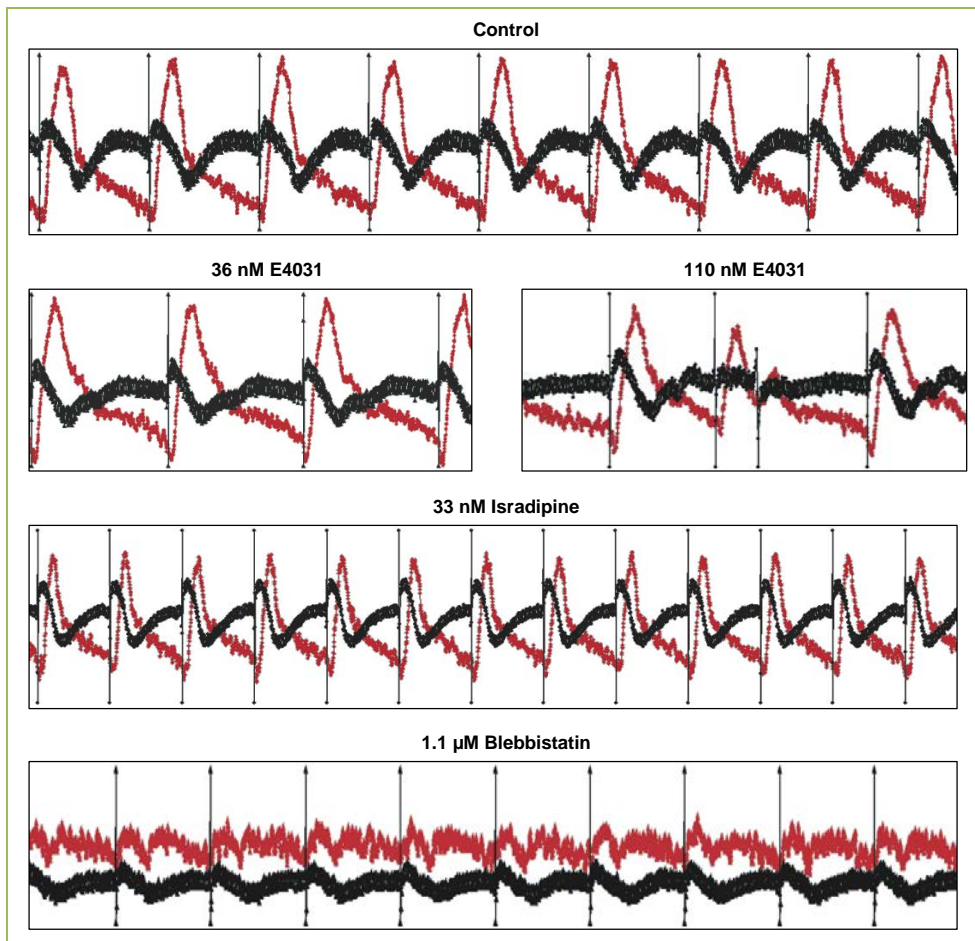 Control
36 nM E4031
110 nM E4031
33 nM Isradipine
1.1 µM Blebbistatin